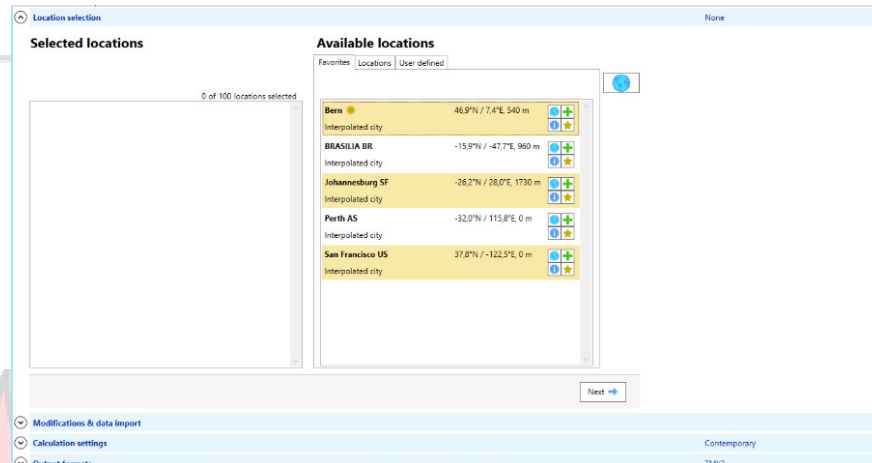 Location selection None
Selected locations
Available locations
Favorites Locations User defined
0 of 100 locations selected
Bern 46,9°N / 7,4°E, 540 m
Interpolated city
BRASILIA BR -15,9°N / -47,7°E, 960 m
Interpolated city
Johannesburg SF -26,2°N / 28,0°E, 1730 m
Interpolated city
Perth AS -32,0°N / 115,8°E, 0 m
Interpolated city
San Francisco US 37,8°N / -122,5°E, 0 m
Interpolated city
Next
Modifications & data import
Calculation settings Contemporary
Output formats